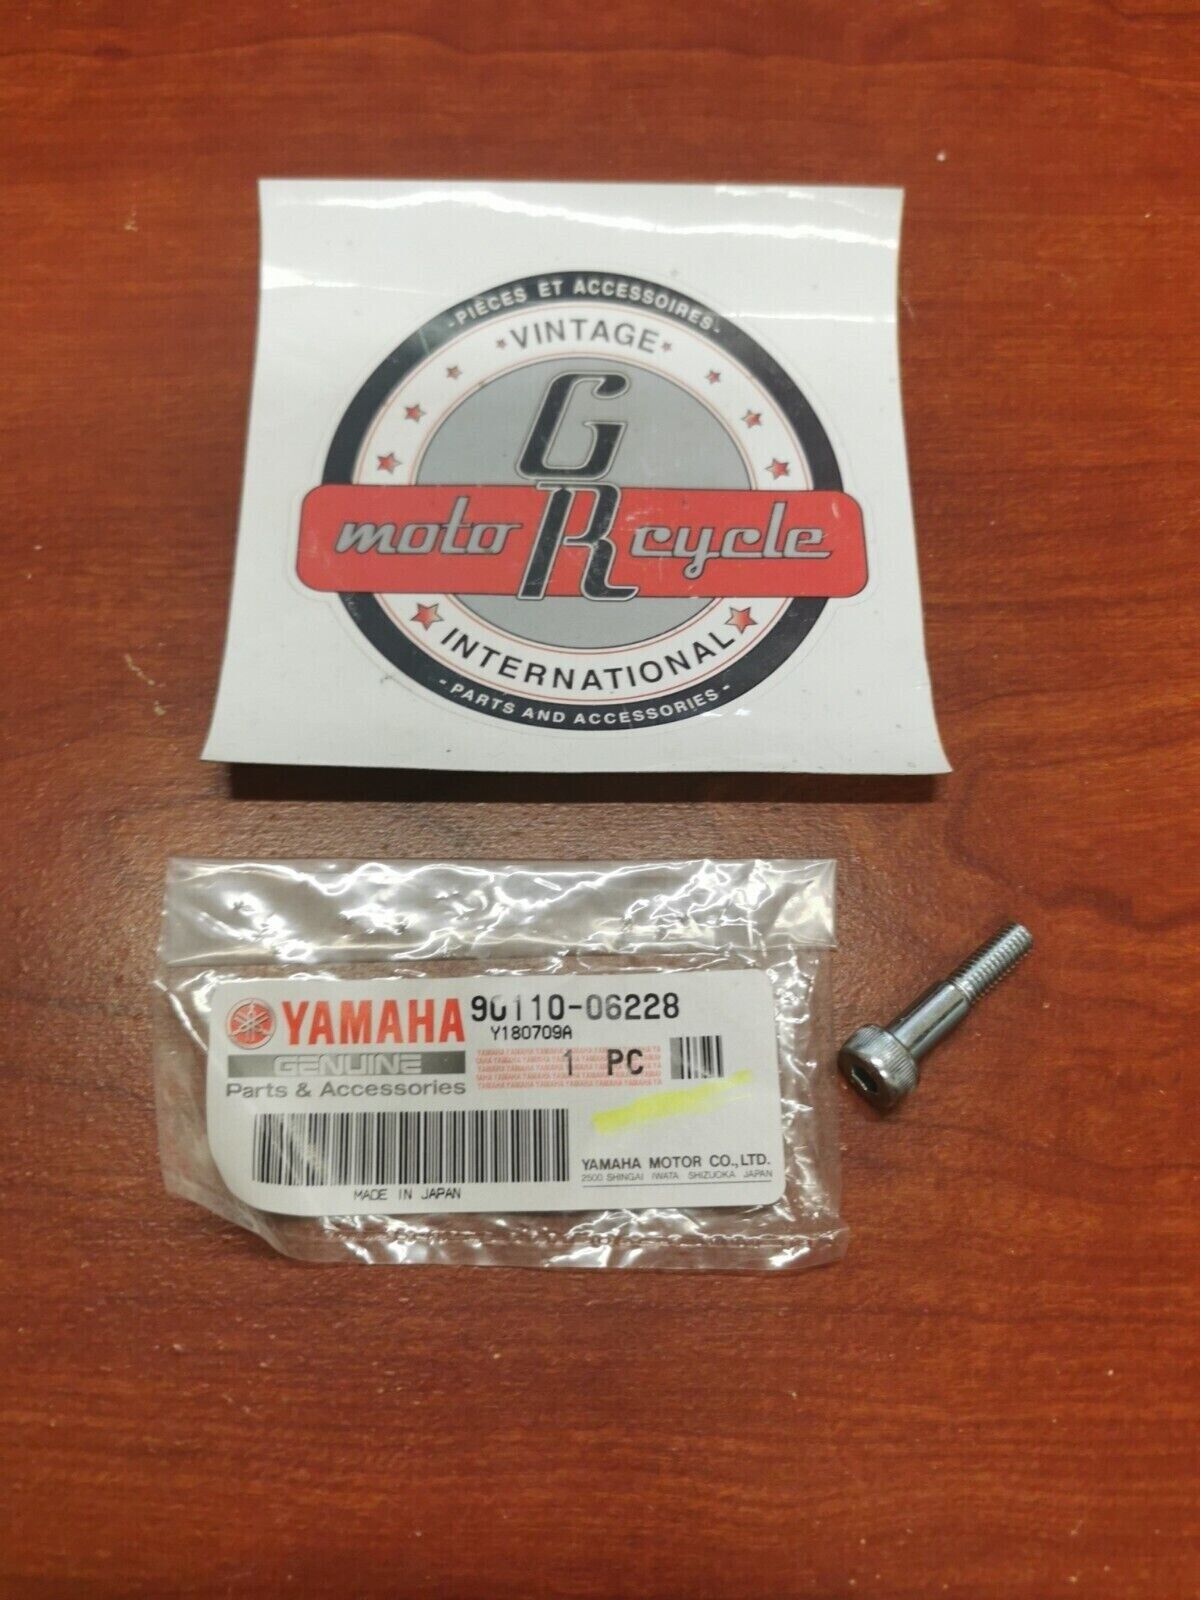 -PIÈCES ET ACCESSOIRES-
VINTAGE
G
moto R cycle
INTERNATIONAL
-PARTS AND ACCESSORIES-
YAMAHA 90110-06228
Y180709A
GENUINE
1 PC
Parts & Accessories
YAMAHA MOTOR CO.,LTD.
2500 SHINGAI IWATA SHIZUOKA JAPAN
MADE IN JAPAN